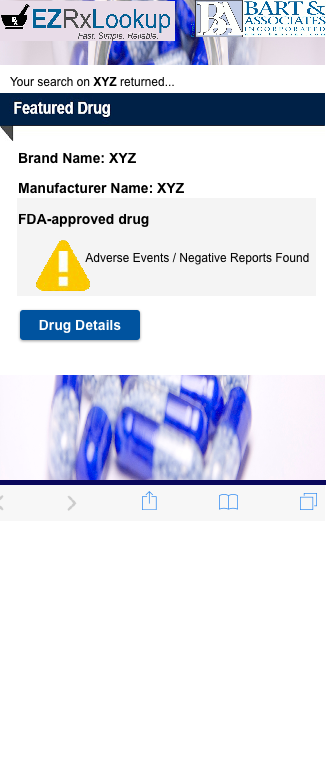 EZRxLookup
Fast. Simple. Reliable.
BART &
ASSOCIATES
INCORPORATED
Your search on XYZ returned...
Featured Drug
Brand Name: XYZ
Manufacturer Name: XYZ
FDA-approved drug
Adverse Events / Negative Reports Found
Drug Details